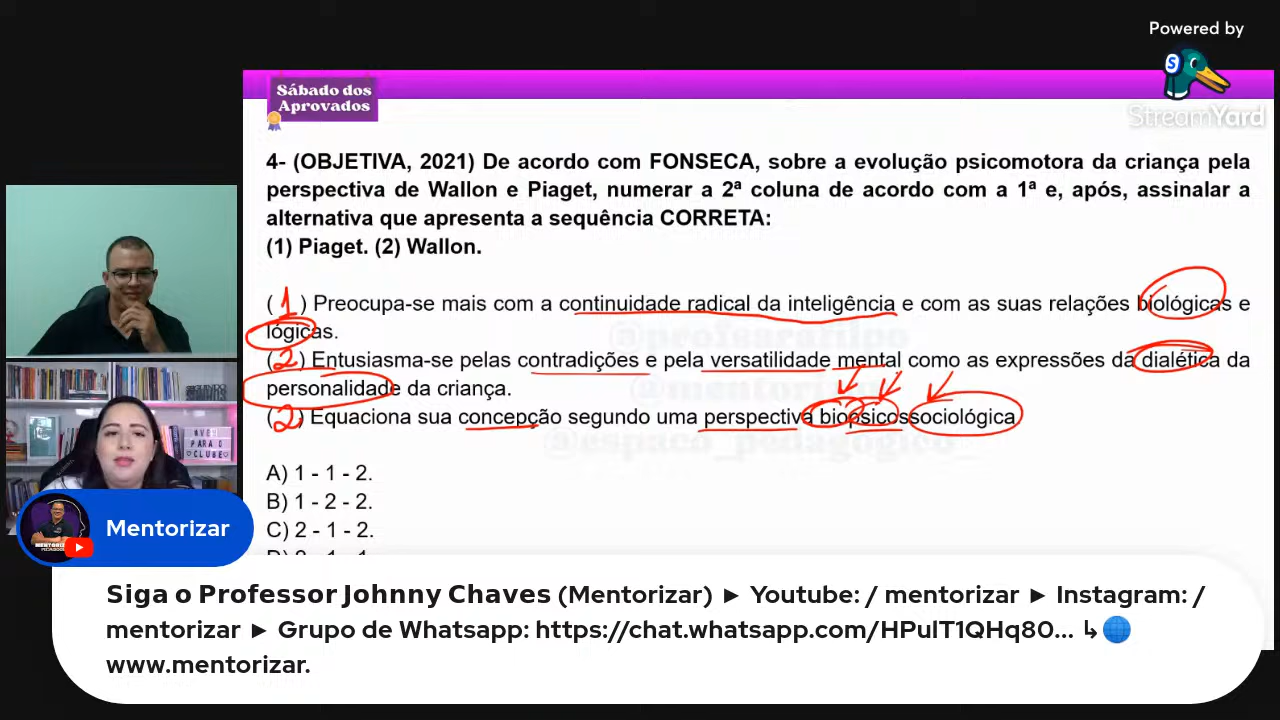 Powered by
StreamYard
Sábado dos
Aprovados
4- (OBJETIVA, 2021) De acordo com FONSECA, sobre a evolução psicomotora da criança pela
perspectiva de Wallon e Piaget, numerar a 2ª coluna de acordo com a 1ª e, após, assinalar a
alternativa que apresenta a sequência CORRETA:
(1) Piaget. (2) Wallon.
( 1 ) Preocupa-se mais com a continuidade radical da inteligência e com as suas relações biológicas e
lógicas.
( 2 ) Entusiasma-se pelas contradições e pela versatilidade mental como as expressões da dialética da
personalidade da criança.
( 2 ) Equaciona sua concepção segundo uma perspectiva biopsicossociológica
@profsarafilpo
@espaco_pedagogico_
A) 1 - 1 - 2.
B) 1 - 2 - 2.
C) 2 - 1 - 2.
AVE
PARA O
CLUBE
Mentorizar
Siga o Professor Johnny Chaves (Mentorizar) ► Youtube: / mentorizar ► Instagram: /
mentorizar ► Grupo de Whatsapp: https://chat.whatsapp.com/HPulT1QHq80... ↳🌐
www.mentorizar.